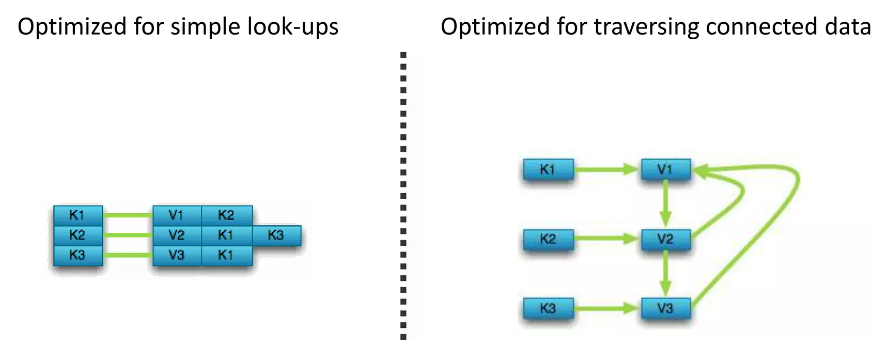 Optimized for simple look-ups
K1 V1 K2
K2 V2 K1 K3
K3 V3 K1
Optimized for traversing connected data
K1 V1
K2 V2
K3 V3